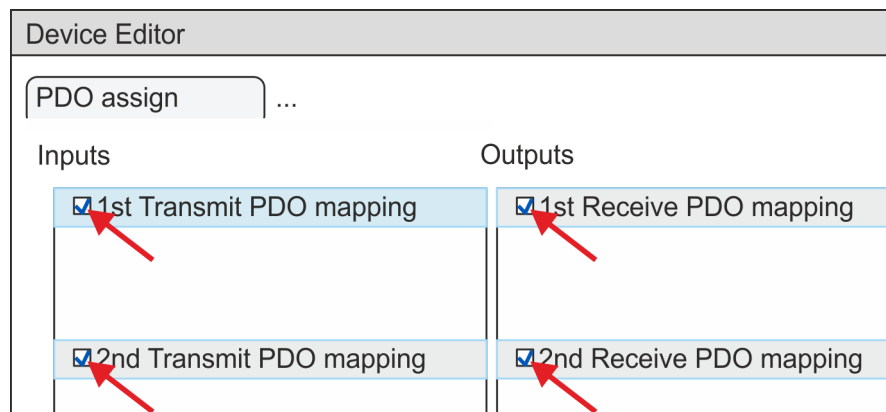 Device Editor
PDO assign ...
Inputs Outputs
1st Transmit PDO mapping 1st Receive PDO mapping
2nd Transmit PDO mapping 2nd Receive PDO mapping